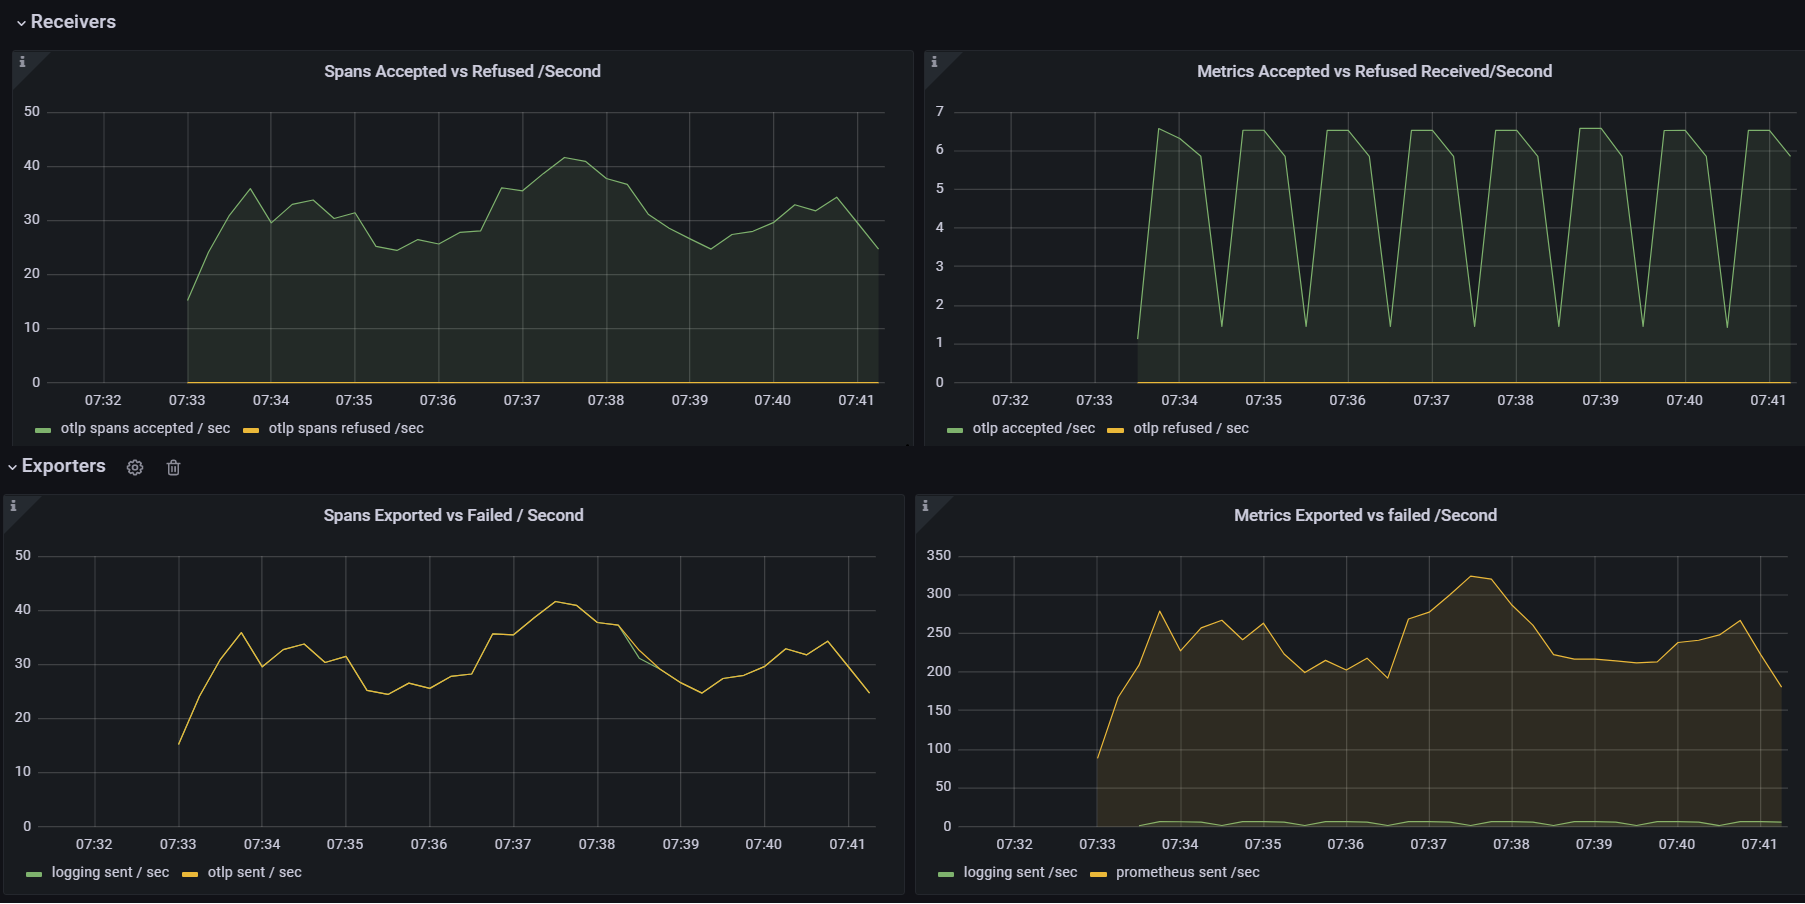 Receivers
Spans Accepted vs Refused /Second
50
40
30
20
10
0
07:32 07:33 07:34 07:35 07:36 07:37 07:38 07:39 07:40 07:41
otlp spans accepted / sec otlp spans refused /sec
Metrics Accepted vs Refused Received/Second
7
6
5
4
3
2
1
0
07:32 07:33 07:34 07:35 07:36 07:37 07:38 07:39 07:40 07:41
otlp accepted /sec otlp refused / sec
Exporters
Spans Exported vs Failed / Second
50
40
30
20
10
0
07:32 07:33 07:34 07:35 07:36 07:37 07:38 07:39 07:40 07:41
logging sent / sec otlp sent / sec
Metrics Exported vs failed /Second
350
300
250
200
150
100
50
0
07:32 07:33 07:34 07:35 07:36 07:37 07:38 07:39 07:40 07:41
logging sent /sec prometheus sent /sec